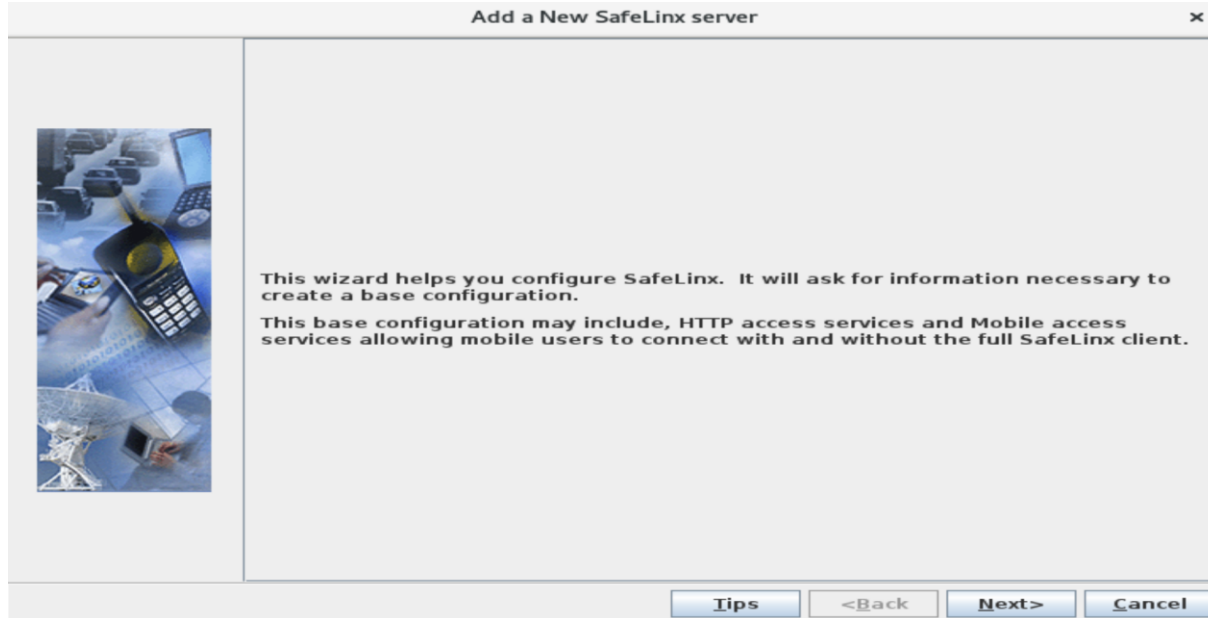 Add a New SafeLinx server ×
This wizard helps you configure SafeLinx. It will ask for information necessary to
create a base configuration.
This base configuration may include, HTTP access services and Mobile access
services allowing mobile users to connect with and without the full SafeLinx client.
Tips <Back Next> Cancel